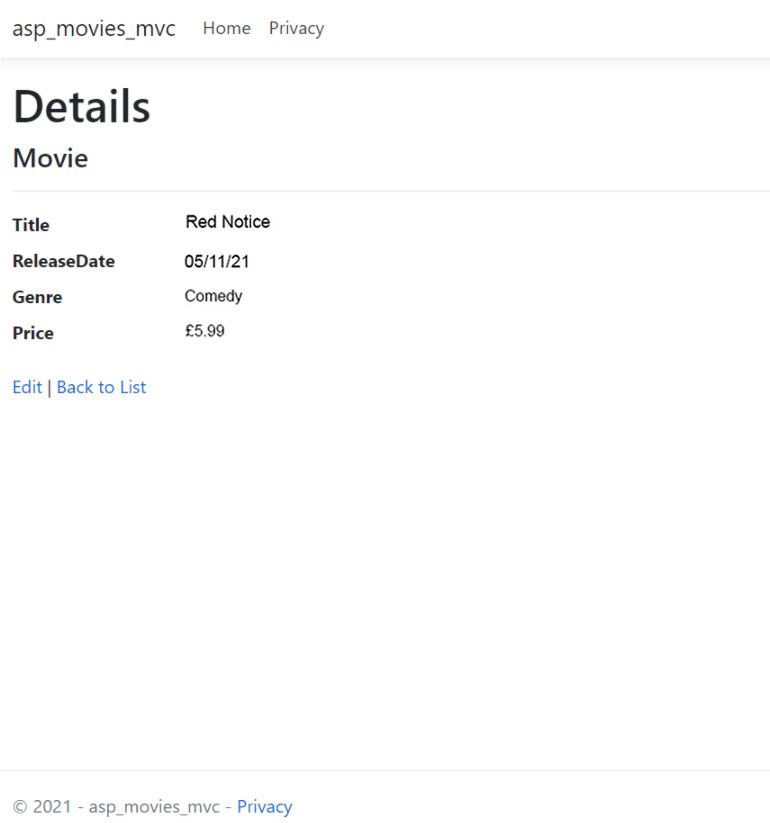 asp_movies_mvc Home Privacy
Details
Movie
Title Red Notice
ReleaseDate 05/11/21
Genre Comedy
Price £5.99
Edit | Back to List
© 2021 - asp_movies_mvc - Privacy